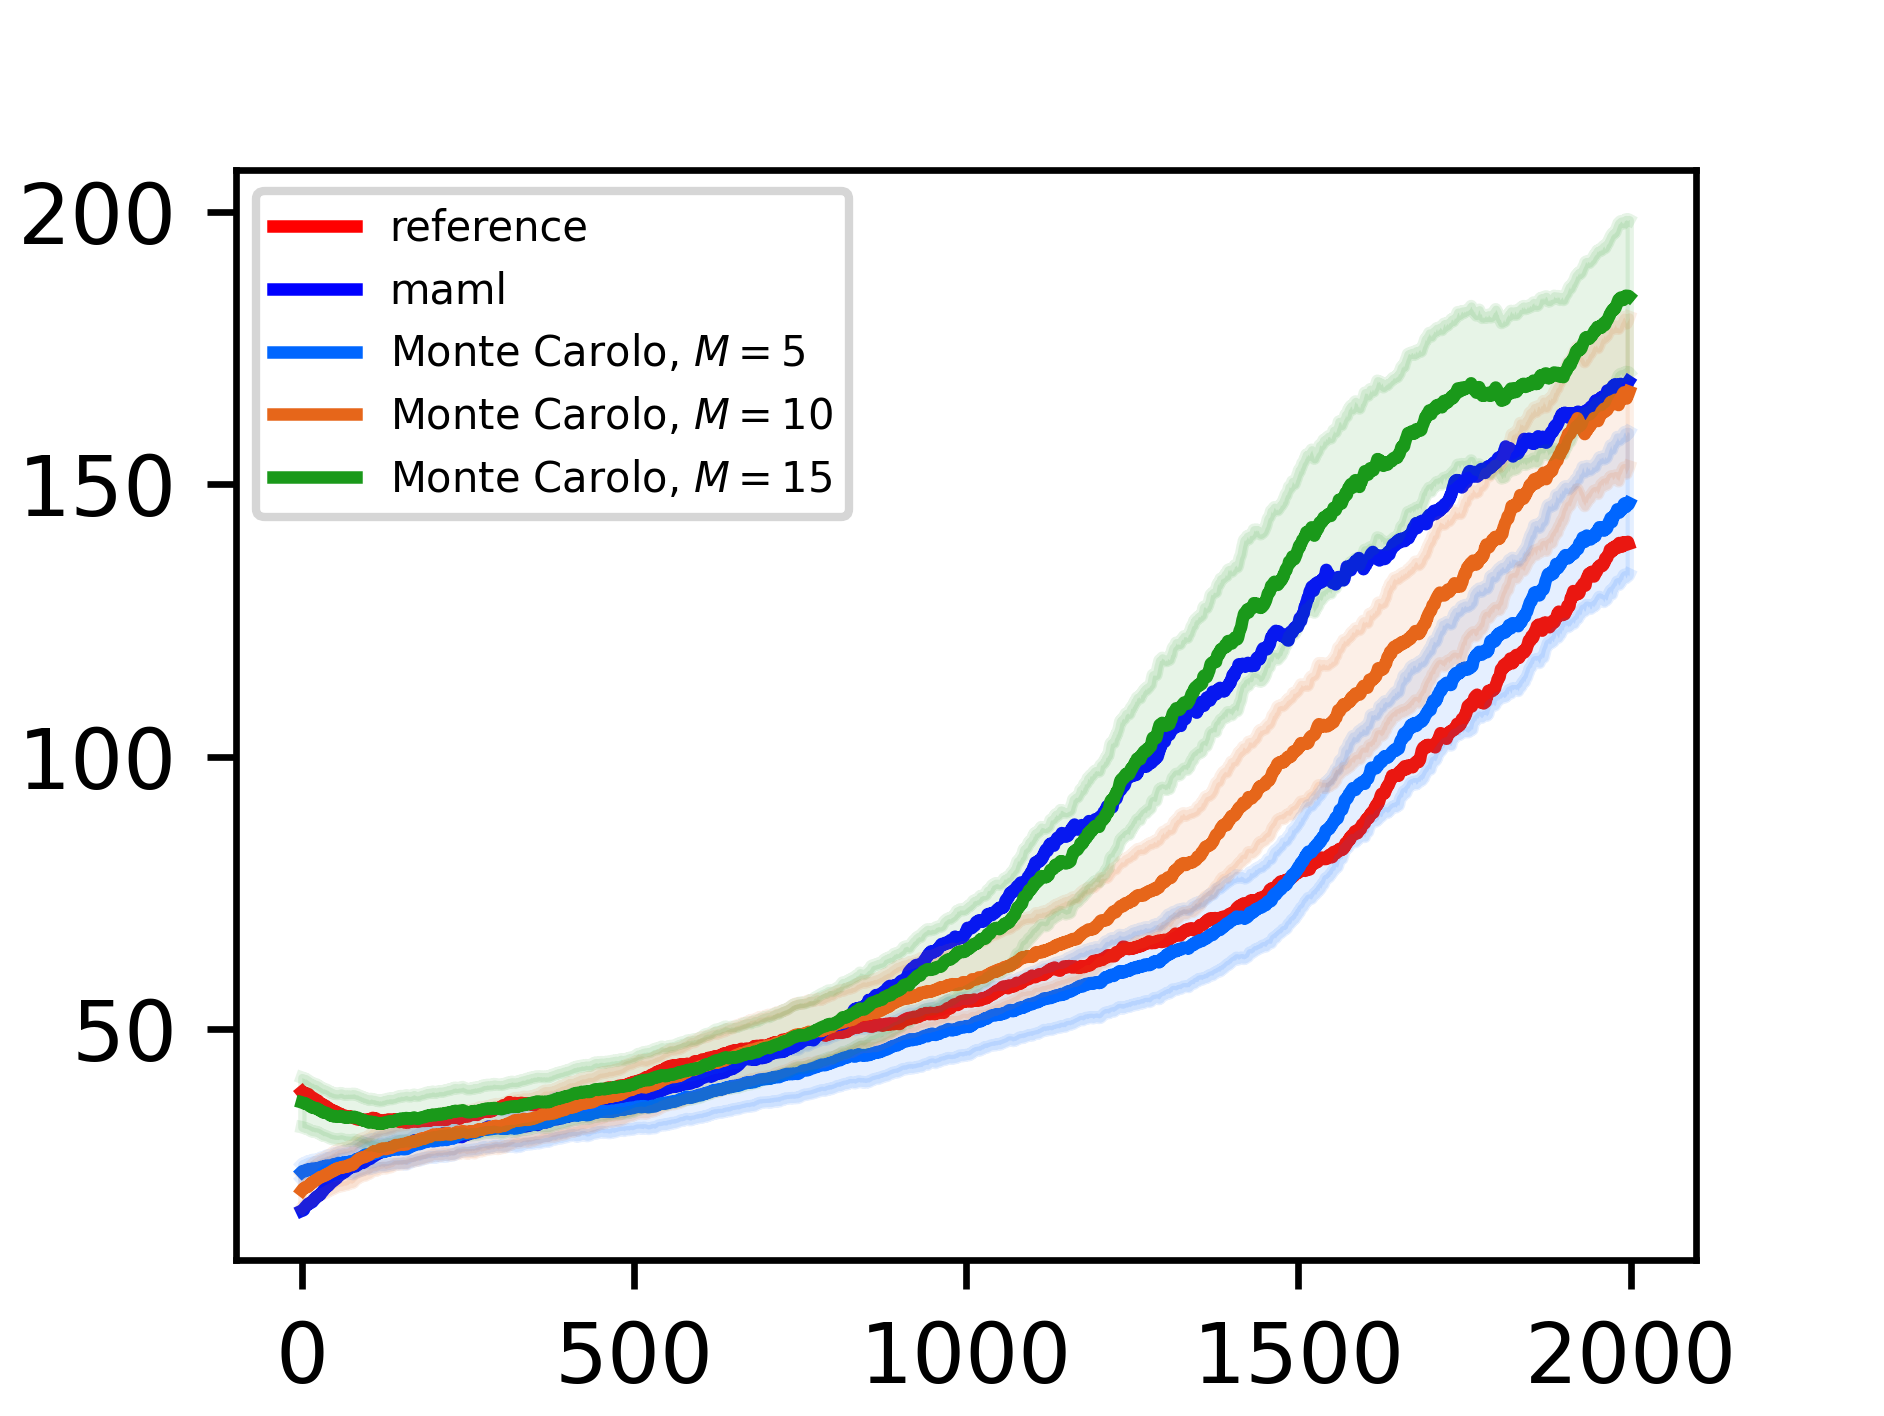 200
150
100
50
reference
maml
Monte Carolo, M = 5
Monte Carolo, M = 10
Monte Carolo, M = 15
0 500 1000 1500 2000